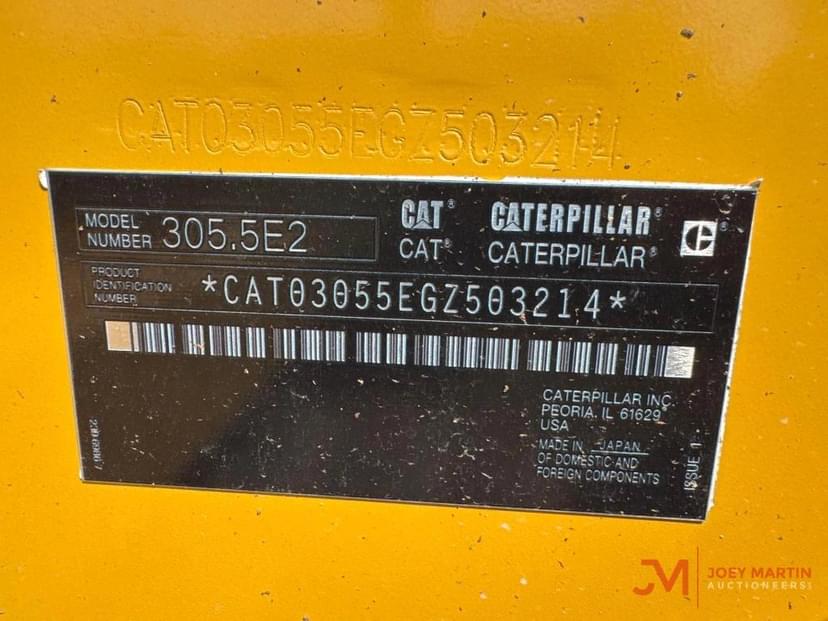 CAT03055EGZ503214
MODEL NUMBER 305.5E2
CAT® CATERPILLAR®
CAT® CATERPILLAR®
PRODUCT IDENTIFICATION NUMBER *CAT03055EGZ503214*
CATERPILLAR INC.
PEORIA, IL 61629
USA
MADE IN JAPAN
OF DOMESTIC AND
FOREIGN COMPONENTS
ISSUE 1
JM JOEY MARTIN
AUCTIONEERS